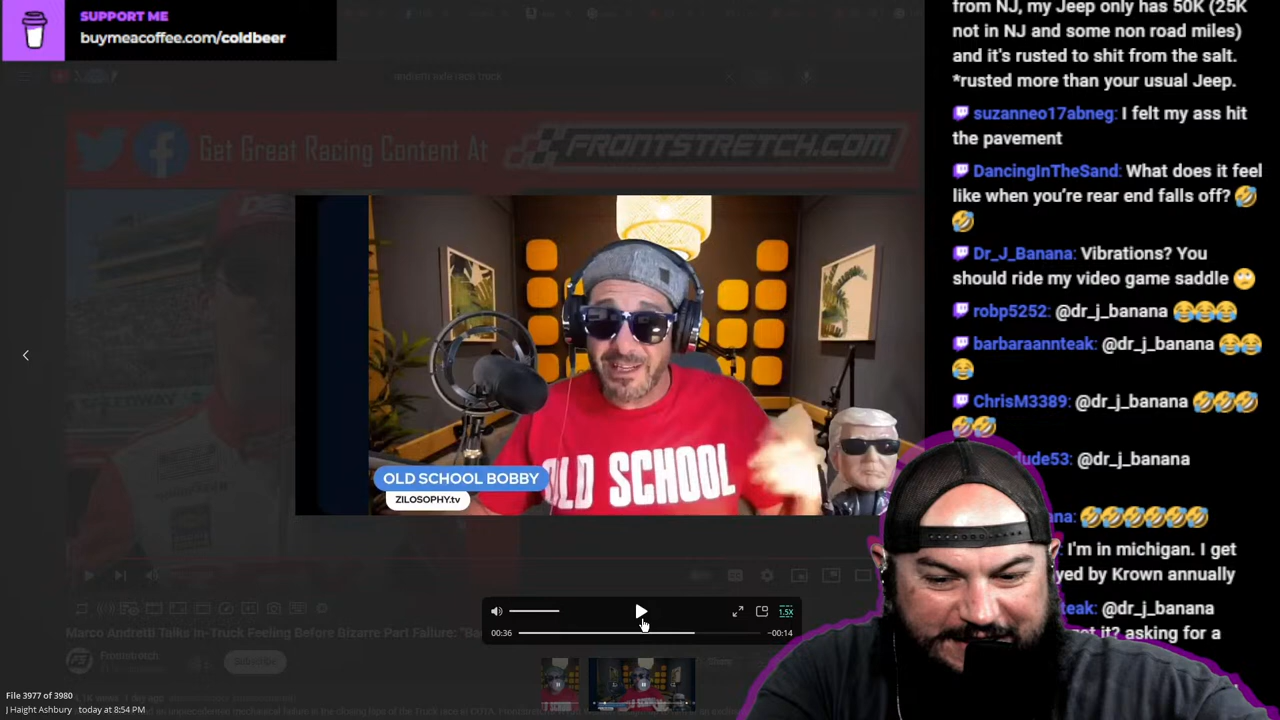 SUPPORT ME
buymeacoffee.com/coldbeer
Get Great Racing Content At
FRONTSTRETCH.COM
OLD SCHOOL
OLD SCHOOL BOBBY
ZILOSOPHY.tv
1.5X
00:36
−00:14
Marco Andretti Talks In-Truck Feeling Before Bizarre Part Failure:
Frontstretch
Subscribe
File 3977 of 3980
J Haight Ashbury today at 8:54 PM
from NJ, my Jeep only has 50K (25K
not in NJ and some non road miles)
and it's rusted to shit from the salt.
*rusted more than your usual Jeep.
suzanneo17abneg: I felt my ass hit
the pavement
DancingInTheSand: What does it feel
like when you’re rear end falls off? 🤣
🤣
Dr_J_Banana: Vibrations? You
should ride my video game saddle 🙄
robp5252: @dr_j_banana 😂😂😂
barbaraannteak: @dr_j_banana 😂😂
😂
ChrisM3389: @dr_j_banana 🤣🤣🤣
🤣🤣
dude53: @dr_j_banana
na: 🤣🤣🤣🤣🤣🤣
I'm in michigan. I get
yed by Krown annually
eak: @dr_j_banana
it? asking for a